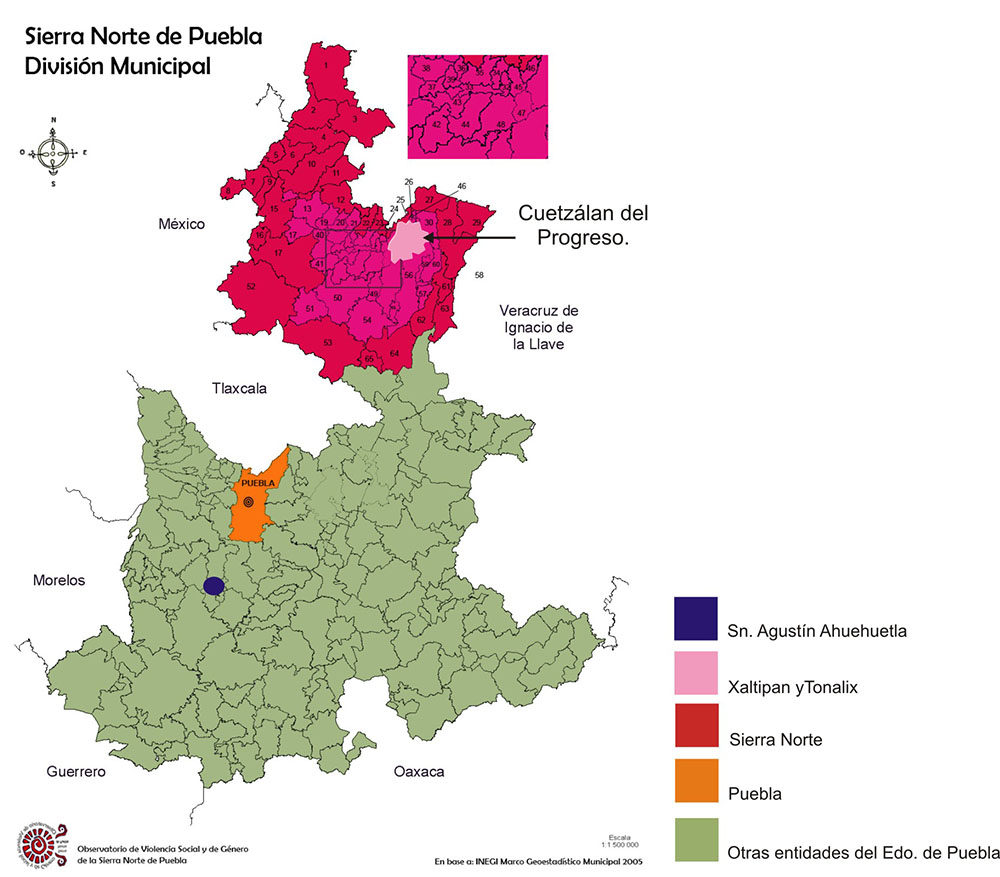 Sierra Norte de Puebla
División Municipal
N
O
E
S
1
2
3
4
5
6
7
8
9
10
11
12
13
15
16
17
17
19
20
21
22
23
24
25
26
27
28
29
30
40
41
46
49
50
51
52
53
54
56
57
58
59
60
61
62
63
64
65
38
36
35
34
46
39
37
33
32
45
43
47
42
44
48
Cuetzálan del
Progreso.
México
Veracruz de
Ignacio de
la Llave
Tlaxcala
PUEBLA
Morelos
Guerrero
Oaxaca
Sn. Agustín Ahuehuetla
Xaltipan yTonalix
Sierra Norte
Puebla
Otras entidades del Edo. de Puebla
Observatorio de Violencia Social y de Género
de la Sierra Norte de Puebla
Escala
1:1 500 000
En base a: INEGI Marco Geoestadístico Municipal 2005